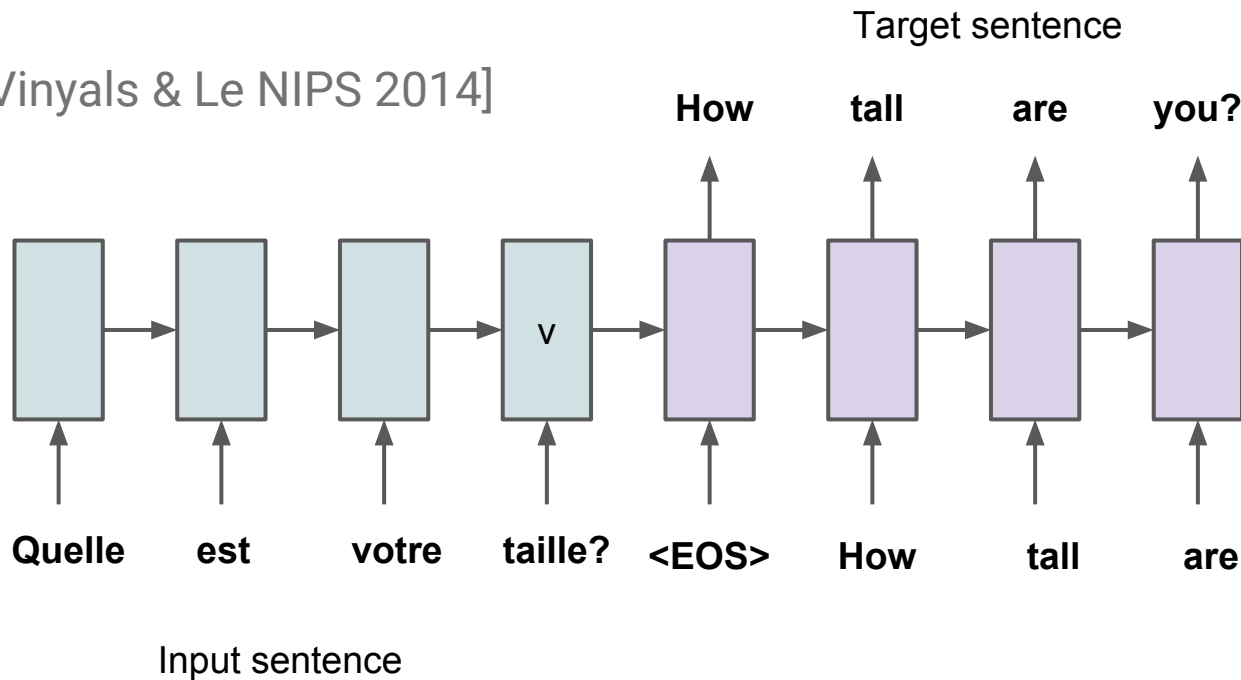 Target sentence
Vinyals & Le NIPS 2014]
How tall are you?
v
Quelle est votre taille? <EOS> How tall are
Input sentence